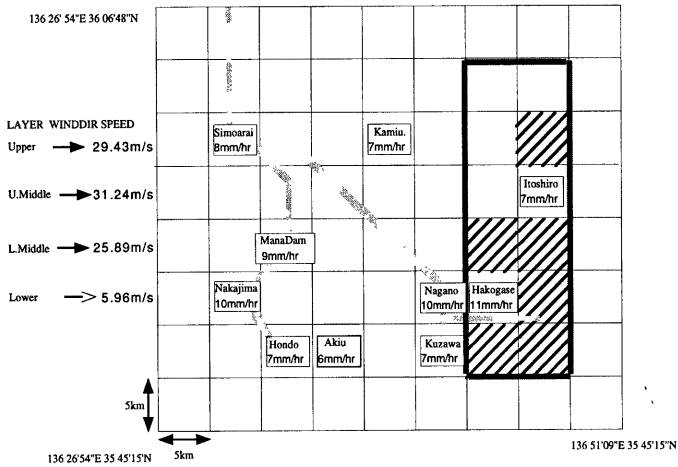 136 26' 54"E 36 06'48"N
LAYER WINDDIR SPEED
Upper 29.43m/s
U.Middle 31.24m/s
L.Middle 25.89m/s
Lower 5.96m/s
Simoarai
8mm/hr
Kamiu.
7mm/hr
Itoshiro
7mm/hr
ManaDam
9mm/hr
Nakajima
10mm/hr
Nagano
10mm/hr
Hakogase
11mm/hr
Hondo
7mm/hr
Akiu
6mm/hr
Kuzawa
7mm/hr
5km
5km
136 26'54"E 35 45'15'N
136 51'09"E 35 45'15"N